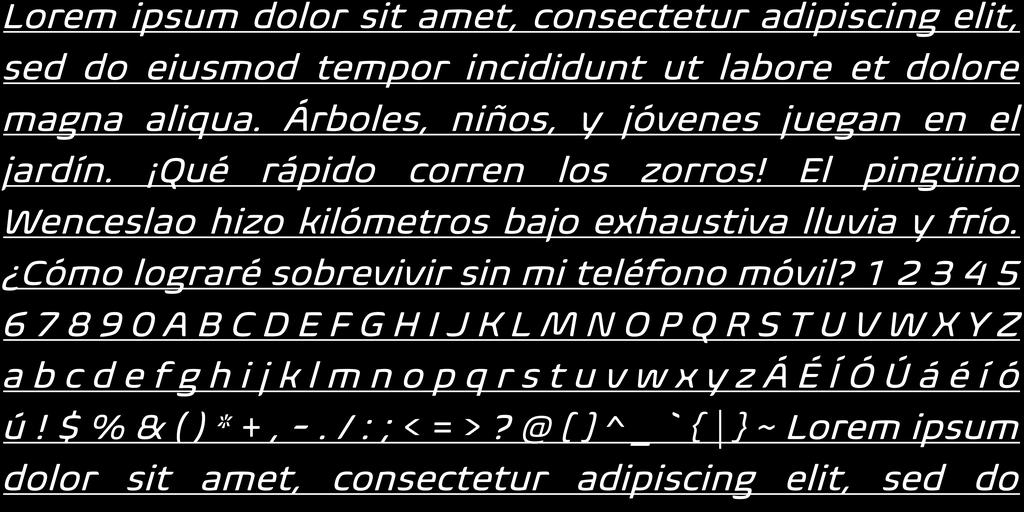 Lorem ipsum dolor sit amet, consectetur adipiscing elit,
sed do eiusmod tempor incididunt ut labore et dolore
magna aliqua. Árboles, niños, y jóvenes juegan en el
jardín. ¡Qué rápido corren los zorros! El pingüino
Wenceslao hizo kilómetros bajo exhaustiva lluvia y frío.
¿Cómo lograré sobrevivir sin mi teléfono móvil? 1 2 3 4 5
6 7 8 9 0 A B C D E F G H I J K L M N O P Q R S T U V W X Y Z
a b c d e f g h i j k l m n o p q r s t u v w x y z Á É Í Ó Ú á é í ó
ú ! $ % & ( ) * + , - . / : ; < = > ? @ [ ] ^ _ ` { | } ~ Lorem ipsum
dolor sit amet, consectetur adipiscing elit, sed do